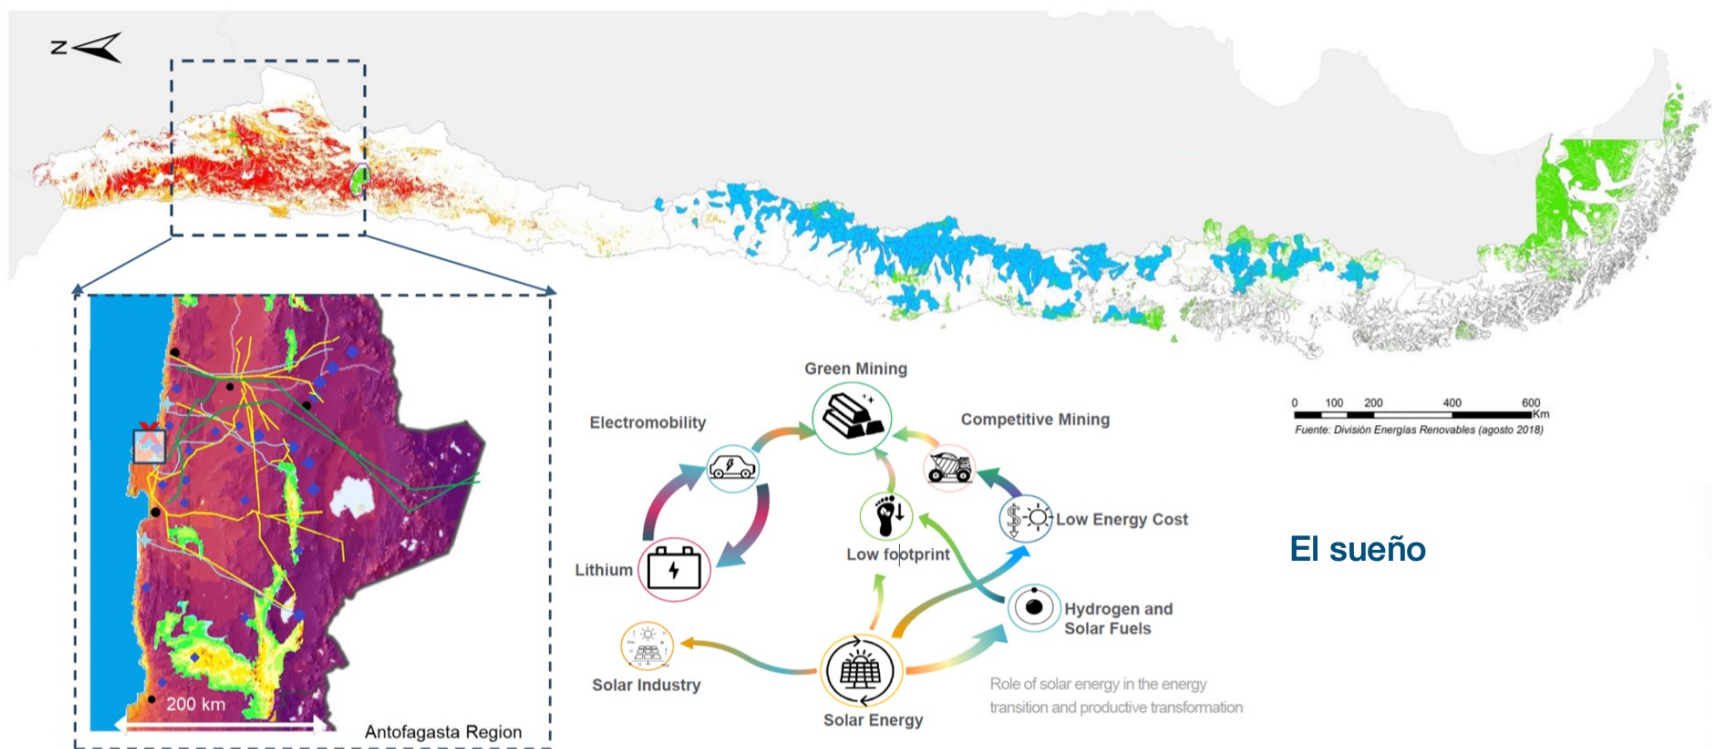 N
Green Mining
Electromobility
Competitive Mining
0 100 200 400 600
Km
Fuente: División Energías Renovables (agosto 2018)
Low Energy Cost
El sueño
Low footprint
Lithium
Hydrogen and
Solar Fuels
Solar Industry
Role of solar energy in the energy
transition and productive transformation
200 km
Solar Energy
Antofagasta Region